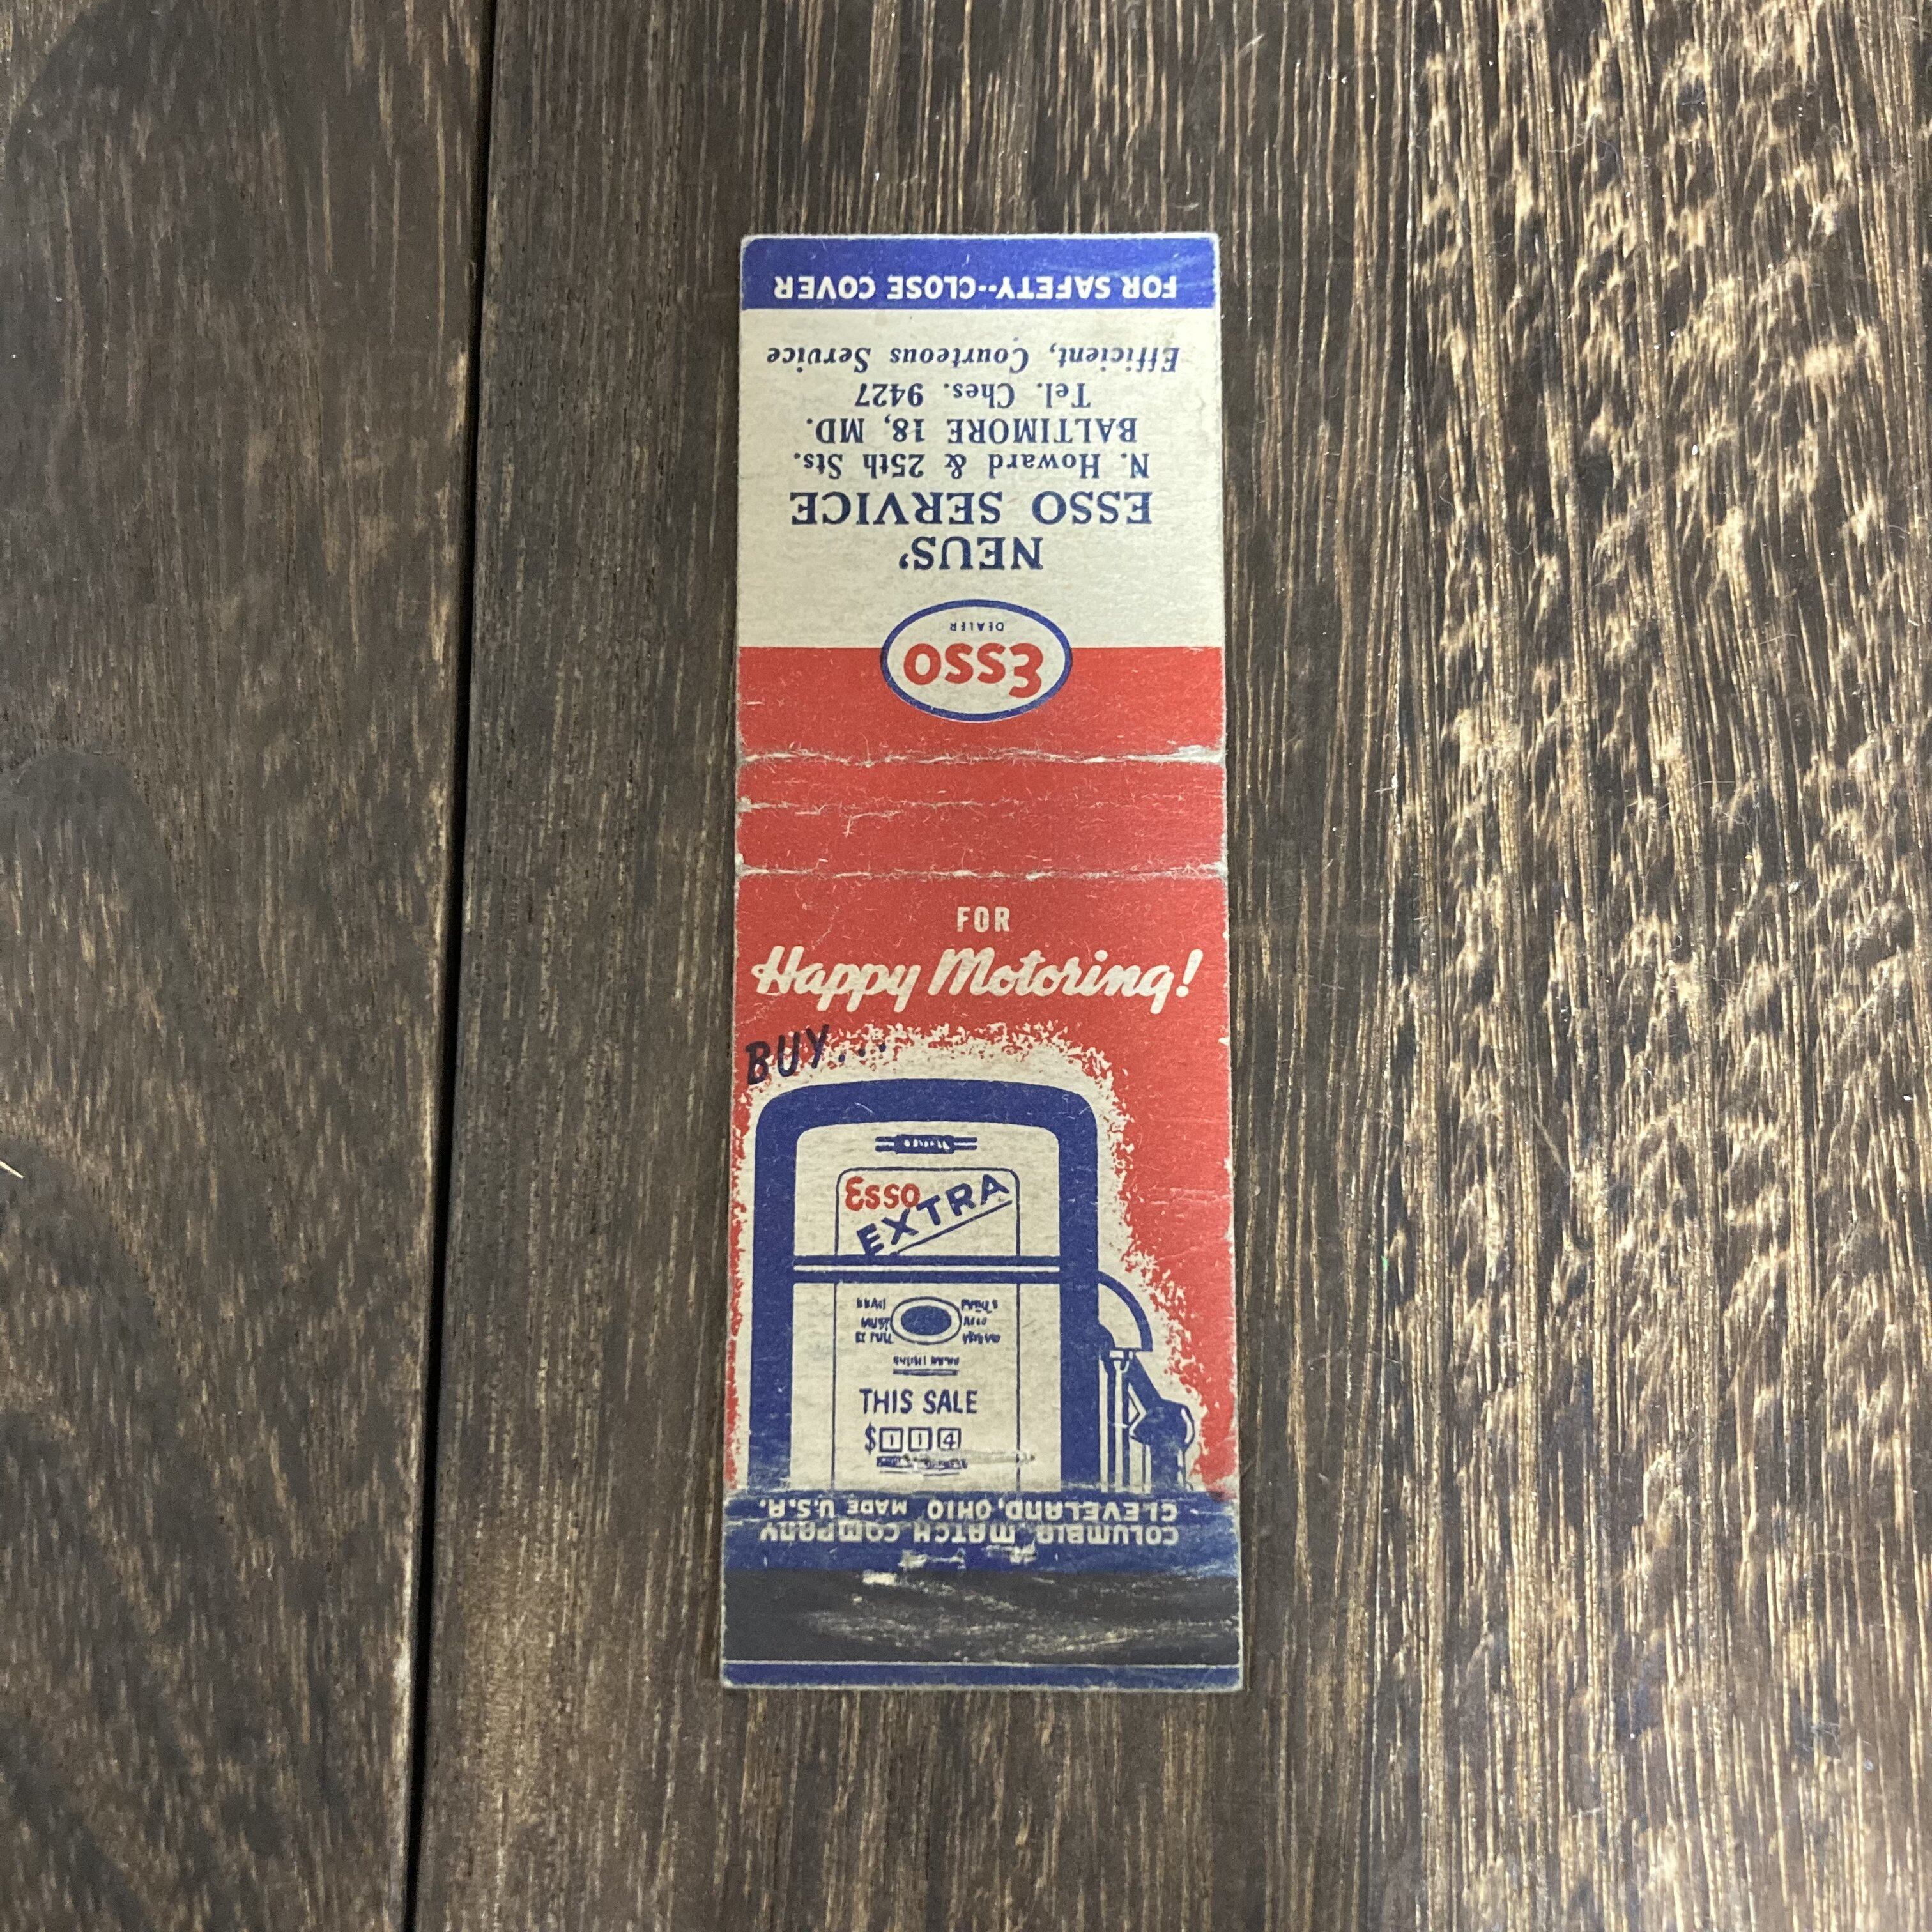 FOR SAFETY--CLOSE COVER
Esso
DEALER
NEUS'
ESSO SERVICE
N. Howard & 25th Sts.
BALTIMORE 18, MD.
Tel. Ches. 9427
Efficient, Courteous Service
FOR
Happy Motoring!
BUY...
Esso
EXTRA
THIS SALE
$114
COLUMBIA MATCH COMPANY
CLEVELAND, OHIO MADE U.S.A.